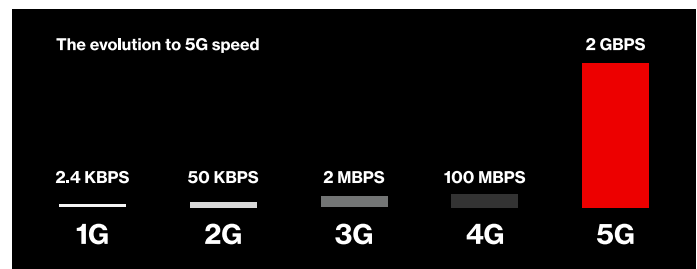 The evolution to 5G speed
2 GBPS
2.4 KBPS
50 KBPS
2 MBPS
100 MBPS
1G
2G
3G
4G
5G